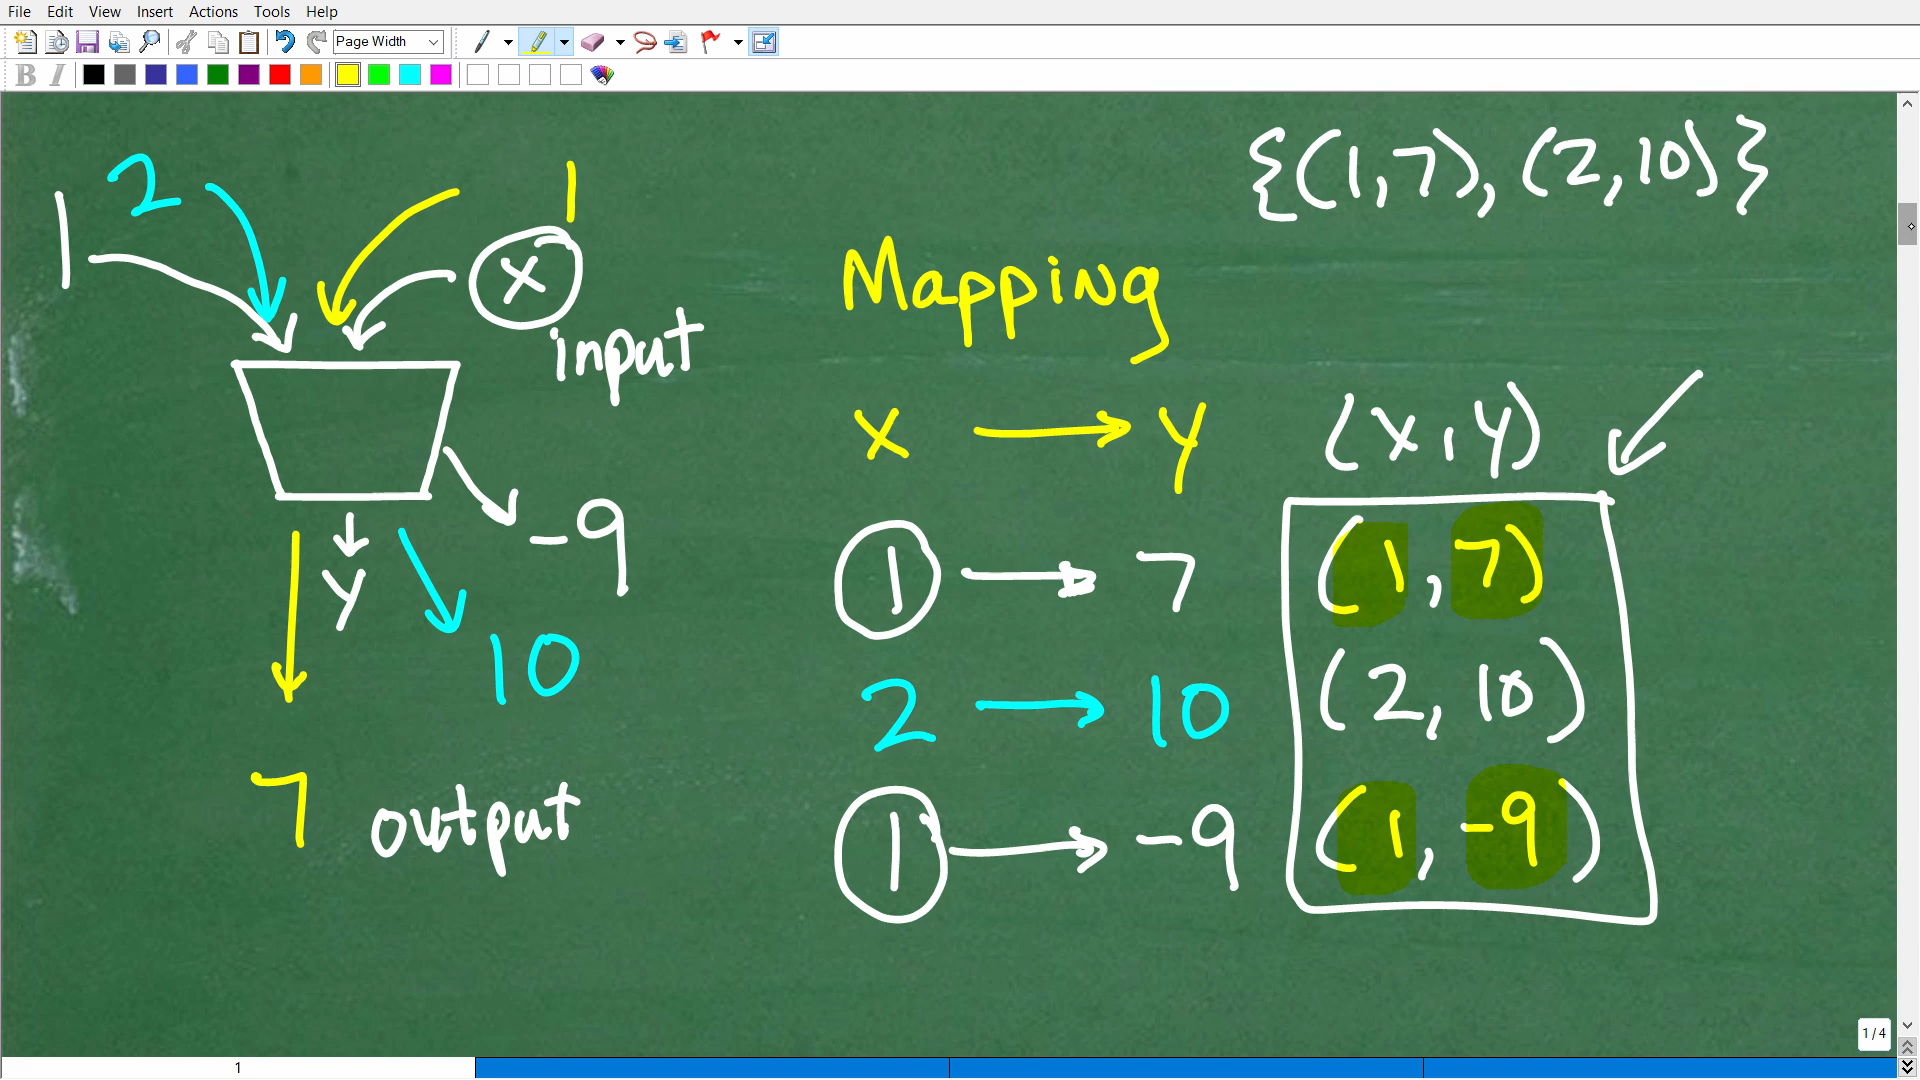 File Edit View Insert Actions Tools Help
Page Width
B I
{(1,7), (2,10)}
1 2 1
x
input
Mapping
x → y (x,y)
-9
y
1 → 7 (1,7)
10
2 → 10 (2,10)
7 output
1 → -9 (1,-9)
1/4
1